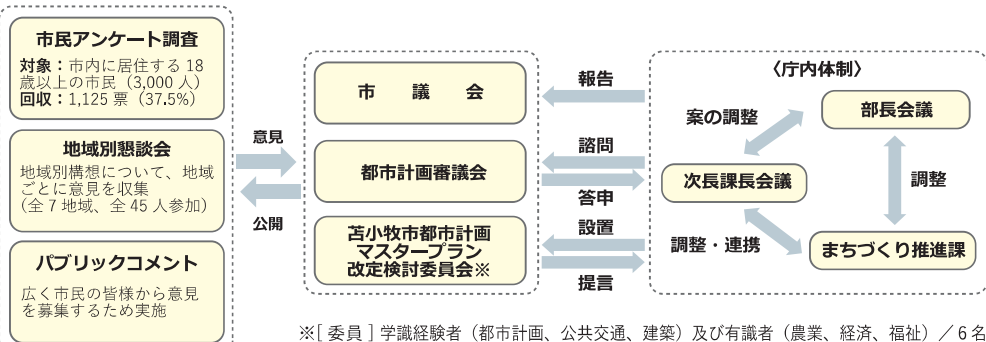 市民アンケート調査
対象：市内に居住する 18
歳以上の市民（3,000 人）
回収：1,125 票（37.5%）
地域別懇談会
地域別構想について、地域
ごとに意見を収集
(全 7 地域、全 45 人参加)
パブリックコメント
広く市民の皆様から意見
を募集するため実施
意見
公開
市　議　会
都市計画審議会
苫小牧市都市計画
マスタープラン
改定検討委員会※
報告
諮問
答申
設置
提言
〈庁内体制〉
部長会議
案の調整
次長課長会議
調整
調整・連携
まちづくり推進課
※[ 委員 ] 学識経験者（都市計画、公共交通、建築）及び有識者（農業、経済、福祉）／ 6 名